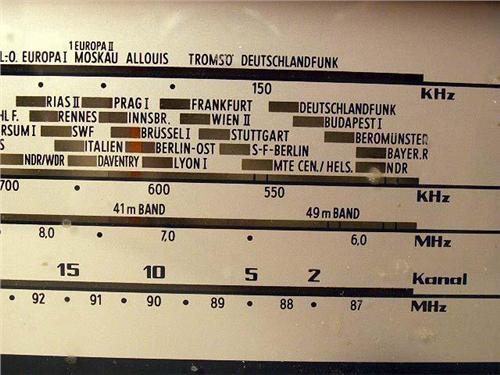 1 EUROPA II
L:-O. EUROPA I MOSKAU ALLOUIS TROMSÖ DEUTSCHLANDFUNK
150 KHz
RIAS II PRAG I FRANKFURT DEUTSCHLANDFUNK
HL F. RENNES INNSBR. WIEN II BUDAPEST I
ERSUM I SWF BRÜSSEL I STUTTGART BEROMÜNSTER
S ITALIEN BERLIN-OST S-F-BERLIN BAYER.R
NDR/WDR DAVENTRY LYON I MTE CEN./HELS. NDR
700 600 550 KHz
41 m BAND 49 m BAND
8,0 7,0 6,0 MHz
15 10 5 2 Kanal
92 91 90 89 88 87 MHz